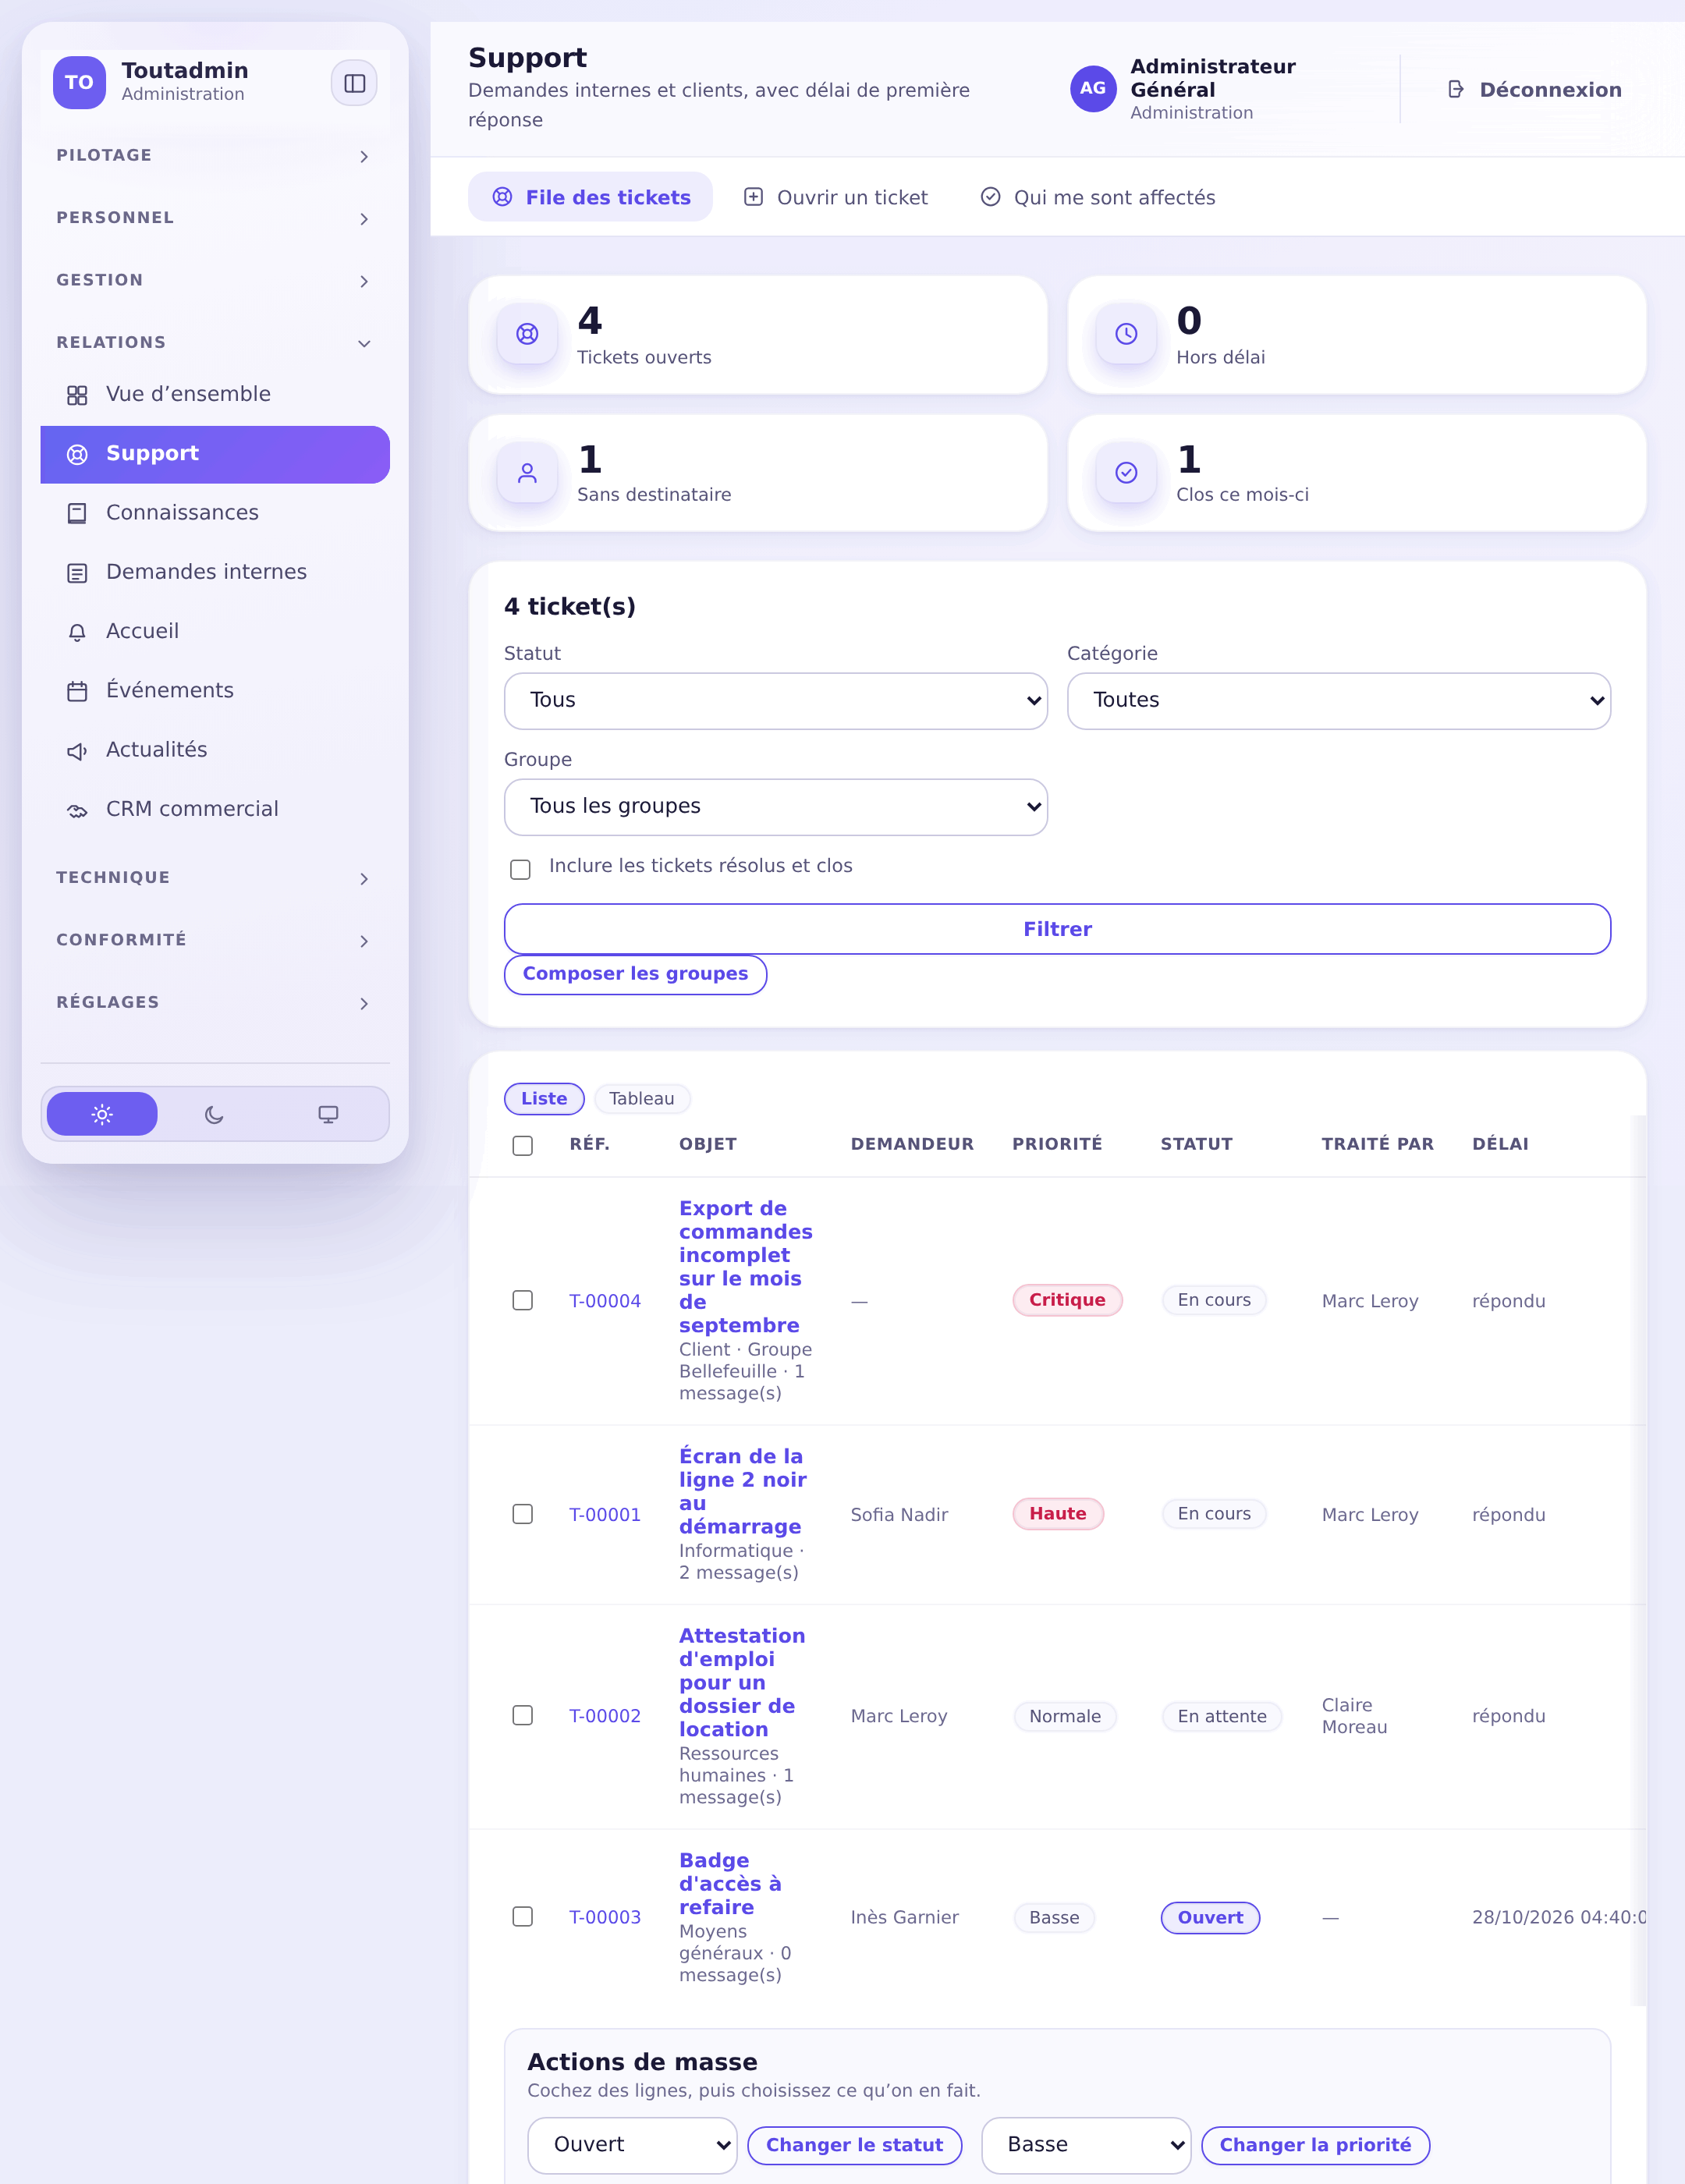 TO
Toutadmin
Administration
PILOTAGE
PERSONNEL
GESTION
RELATIONS
Vue d’ensemble
Support
Connaissances
Demandes internes
Accueil
Événements
Actualités
CRM commercial
TECHNIQUE
CONFORMITÉ
RÉGLAGES
Support
Demandes internes et clients, avec délai de première
réponse
AG
Administrateur
Général
Administration
Déconnexion
File des tickets
Ouvrir un ticket
Qui me sont affectés
4
Tickets ouverts
0
Hors délai
1
Sans destinataire
1
Clos ce mois-ci
4 ticket(s)
Statut
Catégorie
Tous
Toutes
Groupe
Tous les groupes
Inclure les tickets résolus et clos
Filtrer
Composer les groupes
Liste
Tableau
RÉF. OBJET DEMANDEUR PRIORITÉ STATUT TRAITÉ PAR DÉLAI
T-00004
Export de
commandes
incomplet
sur le mois
de
septembre
Client · Groupe
Bellefeuille · 1
message(s)
—
Critique
En cours
Marc Leroy
répondu
T-00001
Écran de la
ligne 2 noir
au
démarrage
Informatique ·
2 message(s)
Sofia Nadir
Haute
En cours
Marc Leroy
répondu
T-00002
Attestation
d'emploi
pour un
dossier de
location
Ressources
humaines · 1
message(s)
Marc Leroy
Normale
En attente
Claire
Moreau
répondu
T-00003
Badge
d'accès à
refaire
Moyens
généraux · 0
message(s)
Inès Garnier
Basse
Ouvert
—
28/10/2026 04:40:0
Actions de masse
Cochez des lignes, puis choisissez ce qu’on en fait.
Ouvert
Changer le statut
Basse
Changer la priorité